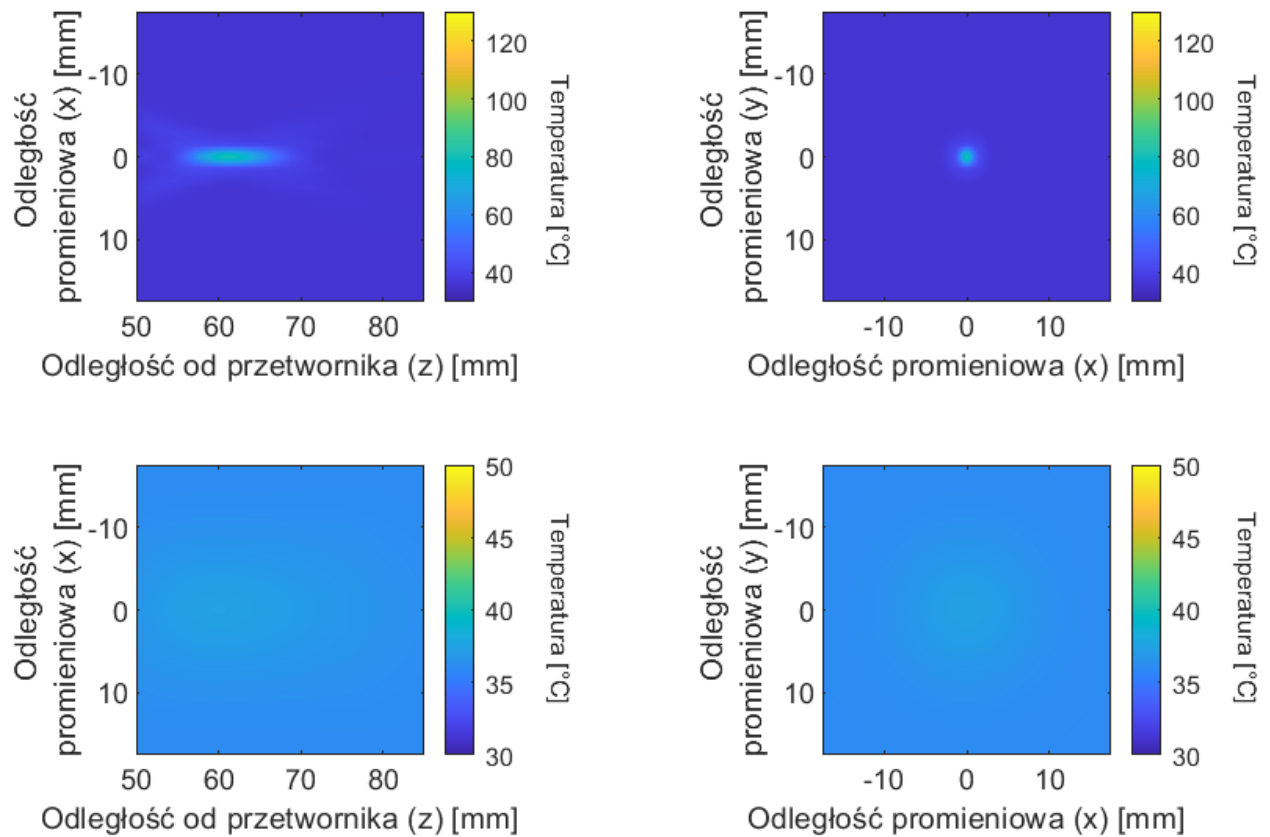 Odległość
promieniowa (x) [mm]
-10
0
10
50
60
70
80
Odległość od przetwornika (z) [mm]
120
100
80
60
40
Temperatura [°C]
Odległość
promieniowa (y) [mm]
-10
0
10
-10
0
10
Odległość promieniowa (x) [mm]
120
100
80
60
40
Temperatura [°C]
Odległość
promieniowa (x) [mm]
-10
0
10
50
60
70
80
Odległość od przetwornika (z) [mm]
50
45
40
35
30
Temperatura [°C]
Odległość
promieniowa (y) [mm]
-10
0
10
-10
0
10
Odległość promieniowa (x) [mm]
50
45
40
35
30
Temperatura [°C]